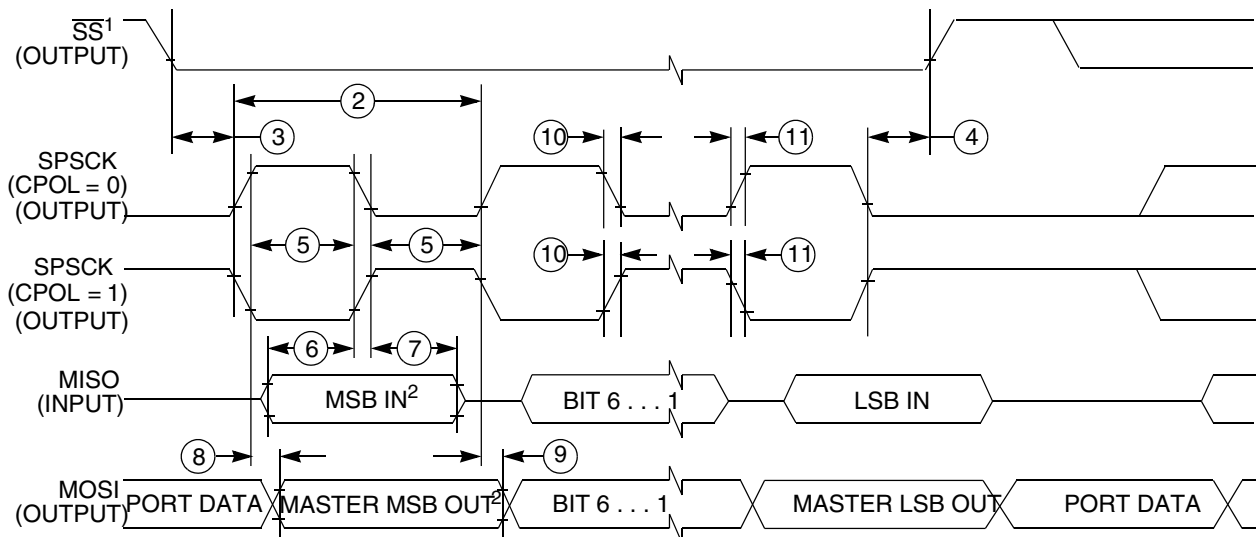 SS1
(OUTPUT)
2
3
10
11
4
SPSCK
(CPOL = 0)
(OUTPUT)
5
5
SPSCK
(CPOL = 1)
(OUTPUT)
10
11
6
7
MISO
(INPUT)
MSB IN2
BIT 6 . . . 1
LSB IN
8
9
MOSI
(OUTPUT)
PORT DATA
MASTER MSB OUT2
BIT 6 . . . 1
MASTER LSB OUT
PORT DATA